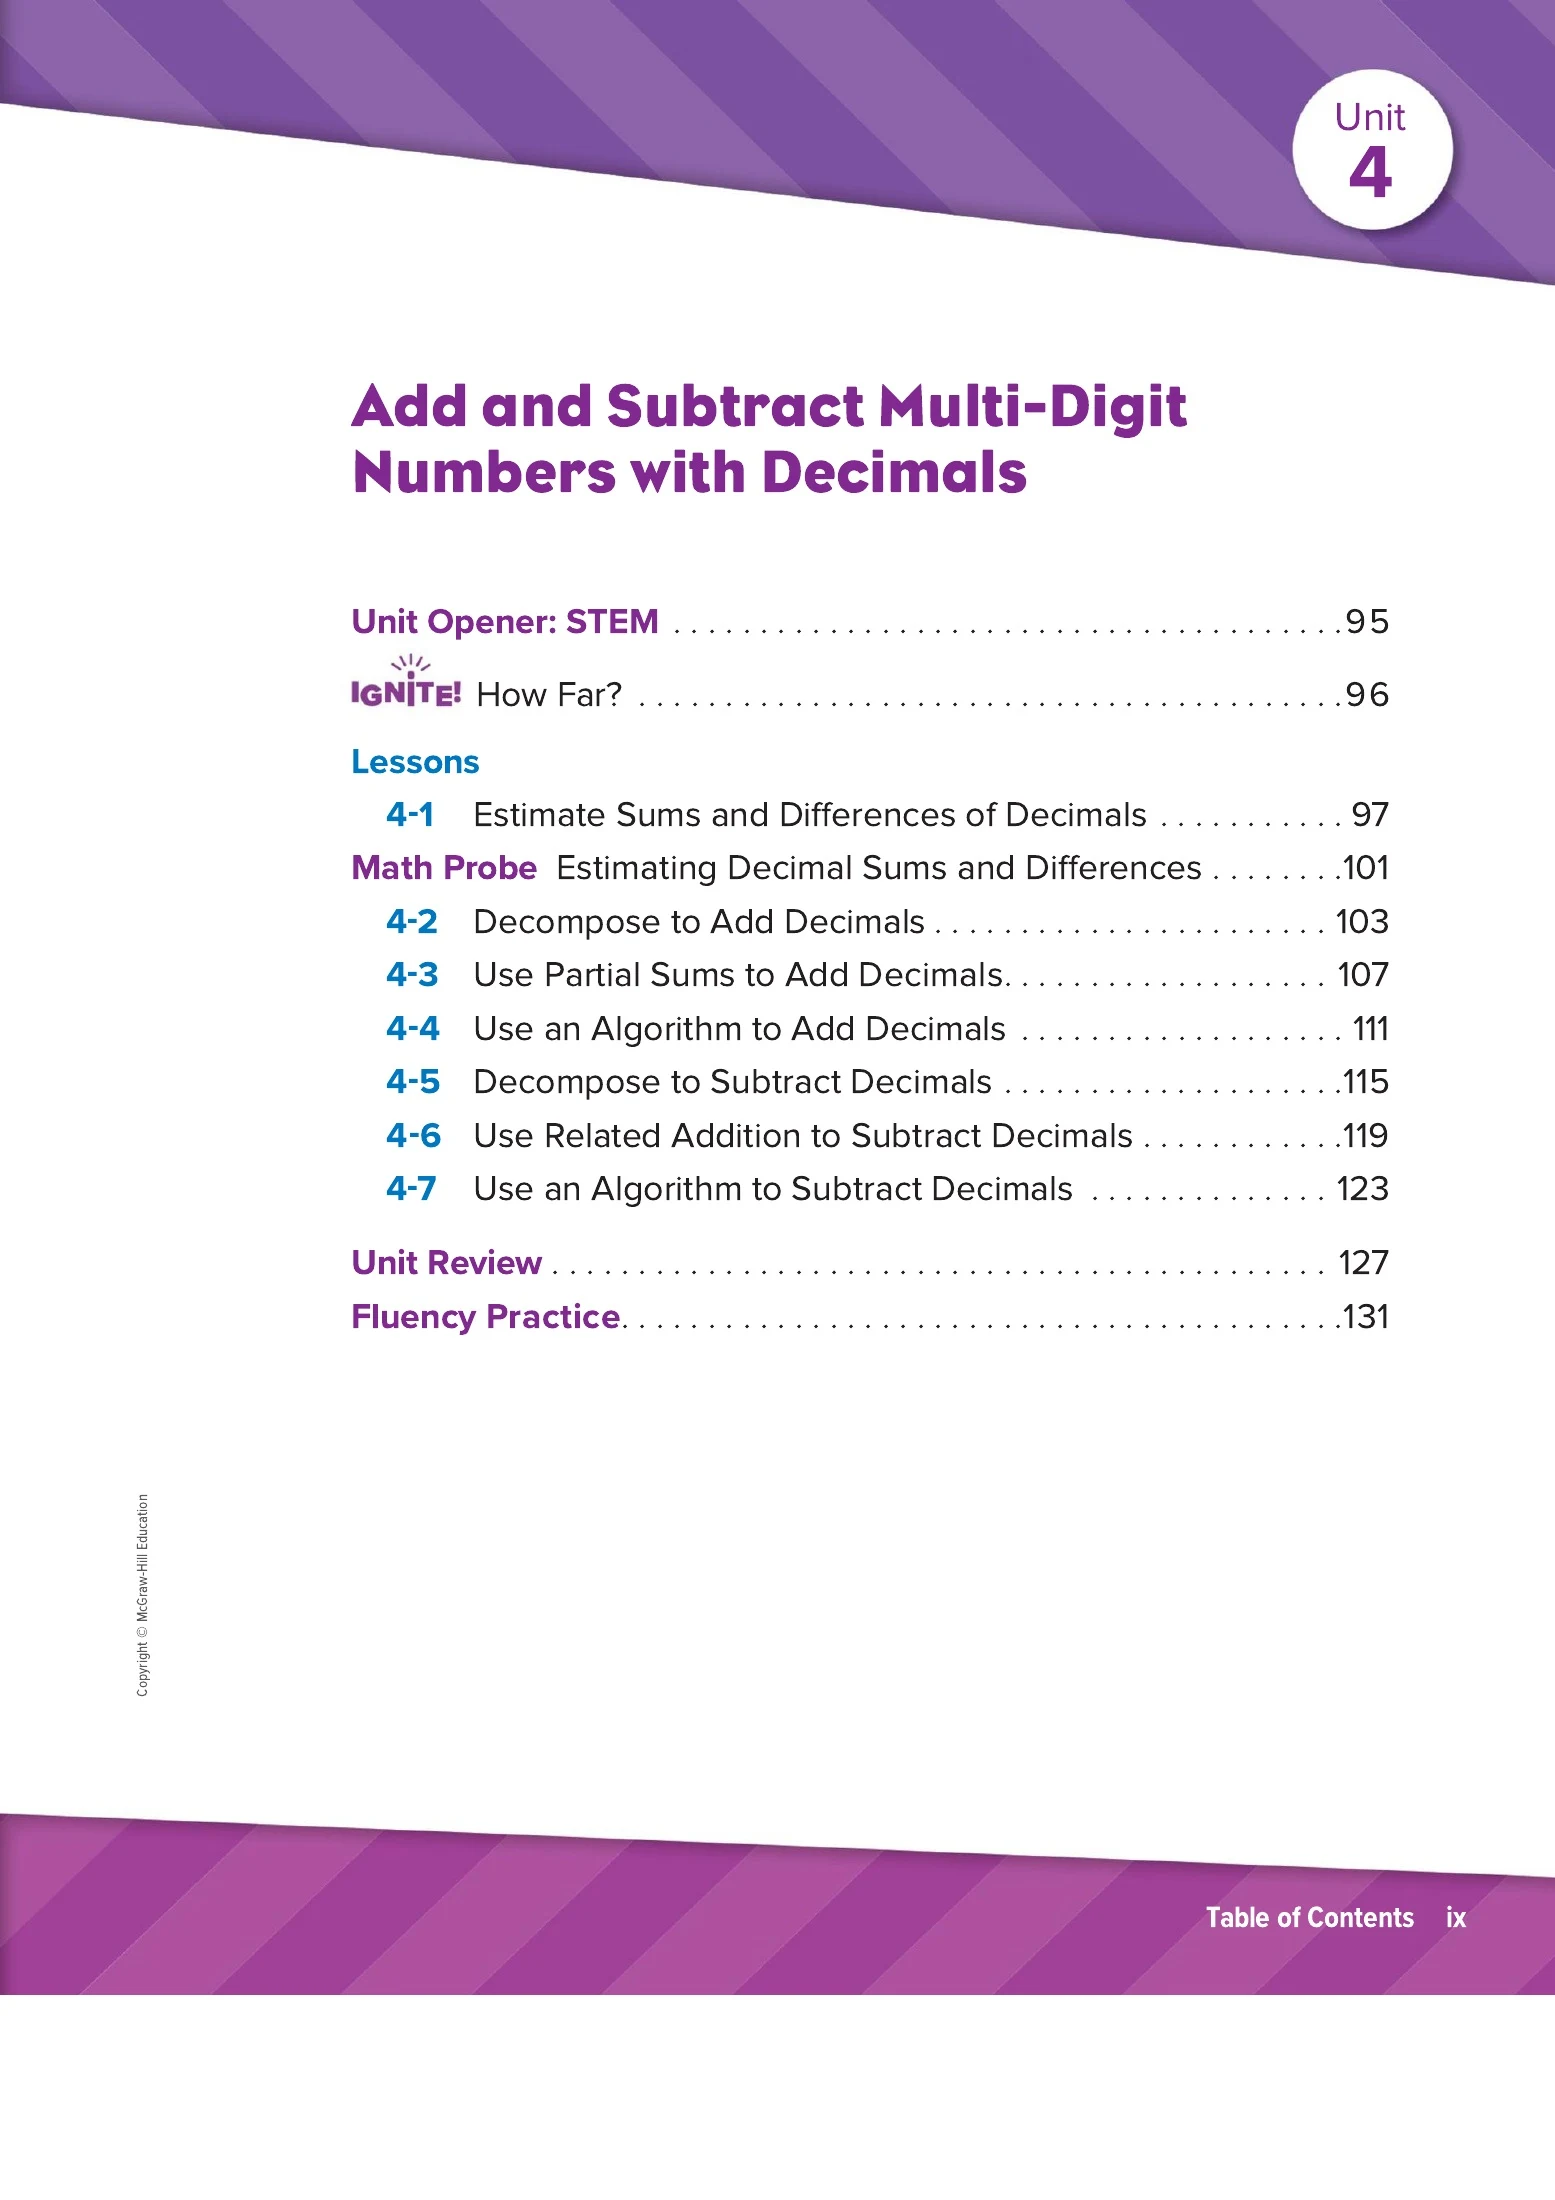 Unit
4
Add and Subtract Multi-Digit
Numbers with Decimals
Unit Opener: STEM . . . . . . . . . . . . . . . . . . . . . . . . . . . . . . . . . . . . . . .95
IGNITE! How Far? . . . . . . . . . . . . . . . . . . . . . . . . . . . . . . . . . . . . . . . . .96
Lessons
4-1 Estimate Sums and Differences of Decimals . . . . . . . . . . . 97
Math Probe Estimating Decimal Sums and Differences . . . . . . . .101
4-2 Decompose to Add Decimals . . . . . . . . . . . . . . . . . . . . . . . 103
4-3 Use Partial Sums to Add Decimals. . . . . . . . . . . . . . . . . . . 107
4-4 Use an Algorithm to Add Decimals . . . . . . . . . . . . . . . . . . . 111
4-5 Decompose to Subtract Decimals . . . . . . . . . . . . . . . . . . . .115
4-6 Use Related Addition to Subtract Decimals . . . . . . . . . . . .119
4-7 Use an Algorithm to Subtract Decimals . . . . . . . . . . . . . . 123
Unit Review . . . . . . . . . . . . . . . . . . . . . . . . . . . . . . . . . . . . . . . . . . . . . 127
Fluency Practice. . . . . . . . . . . . . . . . . . . . . . . . . . . . . . . . . . . . . . . . . .131
Copyright © McGraw-Hill Education
Table of Contents ix